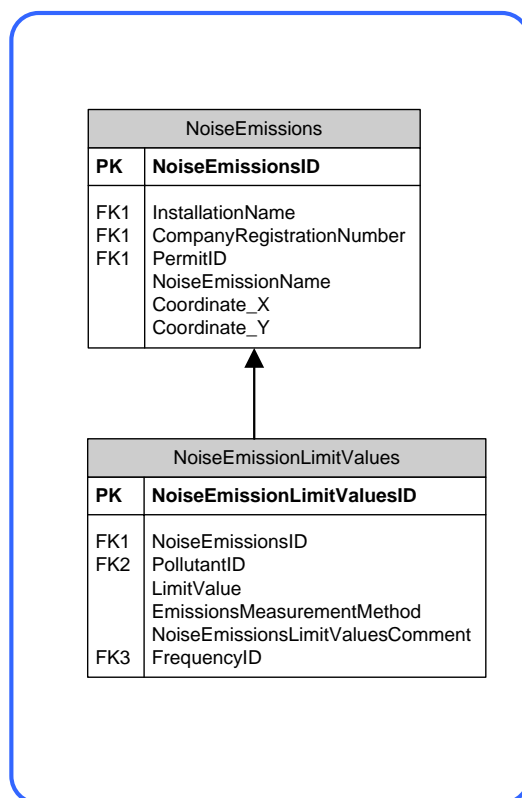 NoiseEmissions
PK NoiseEmissionsID
FK1 InstallationName
FK1 CompanyRegistrationNumber
FK1 PermitID
NoiseEmissionName
Coordinate_X
Coordinate_Y
NoiseEmissionLimitValues
PK NoiseEmissionLimitValuesID
FK1 NoiseEmissionsID
FK2 PollutantID
LimitValue
EmissionsMeasurementMethod
NoiseEmissionsLimitValuesComment
FK3 FrequencyID